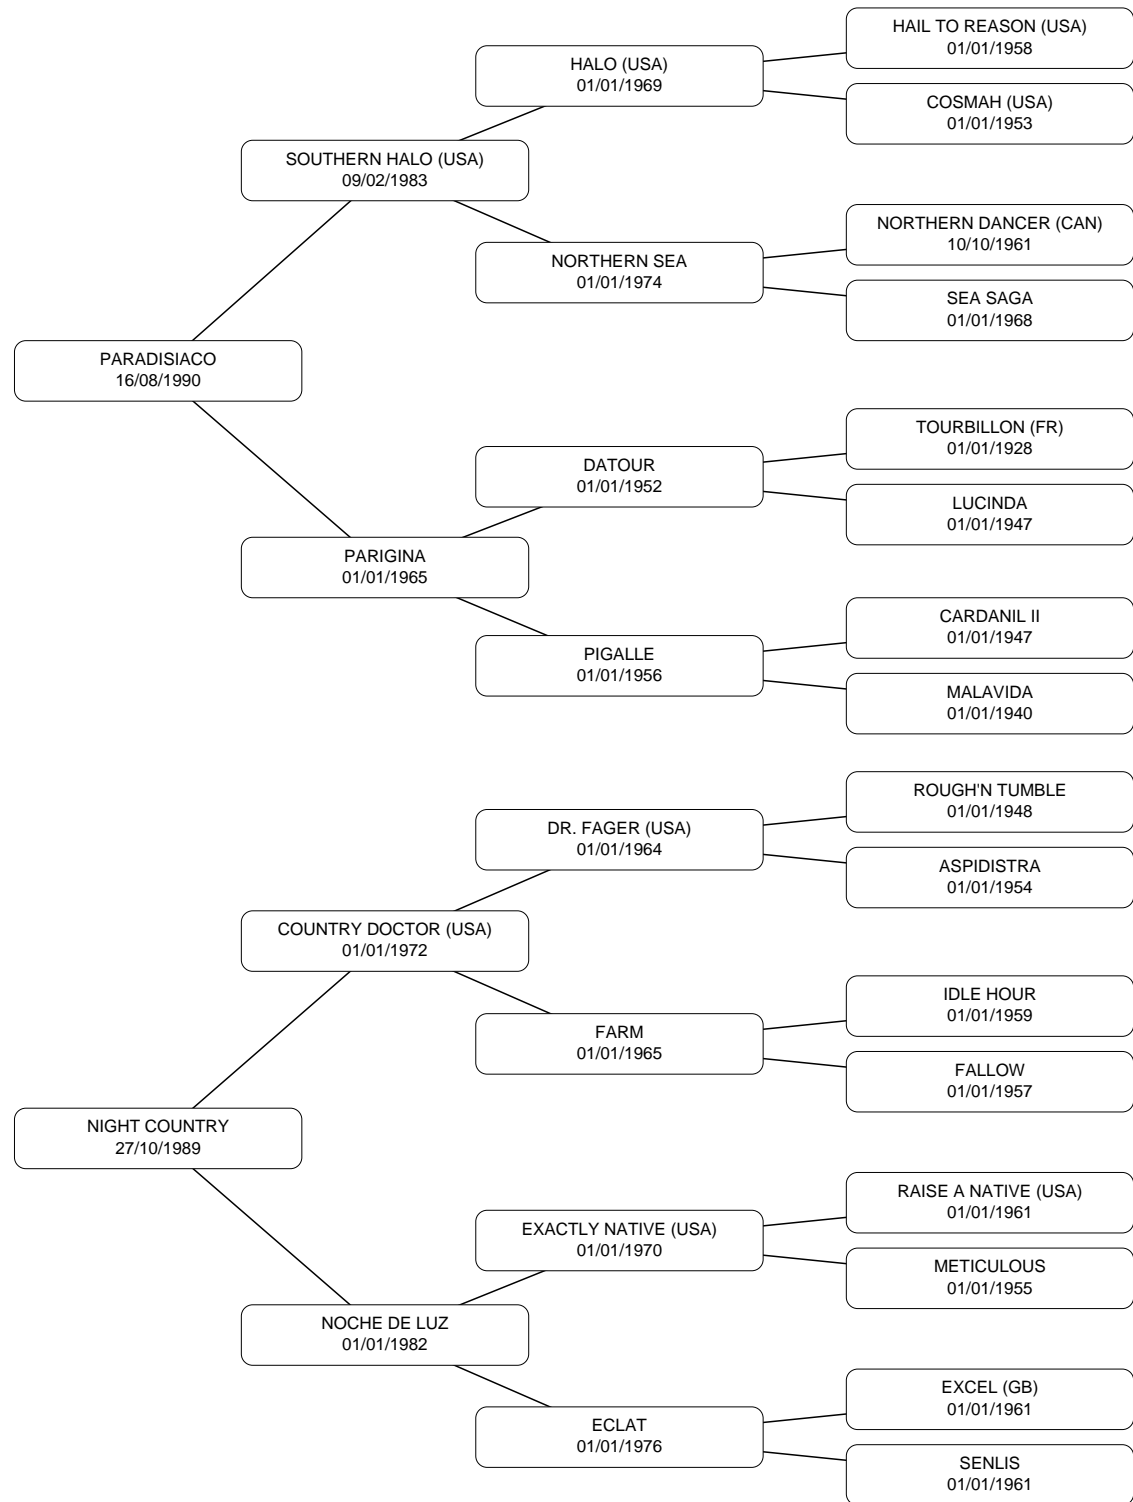 HAIL TO REASON (USA)
01/01/1958
HALO (USA)
01/01/1969
COSMAH (USA)
01/01/1953
SOUTHERN HALO (USA)
09/02/1983
NORTHERN DANCER (CAN)
10/10/1961
NORTHERN SEA
01/01/1974
SEA SAGA
01/01/1968
PARADISIACO
16/08/1990
TOURBILLON (FR)
01/01/1928
DATOUR
01/01/1952
LUCINDA
01/01/1947
PARIGINA
01/01/1965
CARDANIL II
01/01/1947
PIGALLE
01/01/1956
MALAVIDA
01/01/1940
ROUGH'N TUMBLE
01/01/1948
DR. FAGER (USA)
01/01/1964
ASPIDISTRA
01/01/1954
COUNTRY DOCTOR (USA)
01/01/1972
IDLE HOUR
01/01/1959
FARM
01/01/1965
FALLOW
01/01/1957
NIGHT COUNTRY
27/10/1989
RAISE A NATIVE (USA)
01/01/1961
EXACTLY NATIVE (USA)
01/01/1970
METICULOUS
01/01/1955
NOCHE DE LUZ
01/01/1982
EXCEL (GB)
01/01/1961
ECLAT
01/01/1976
SENLIS
01/01/1961